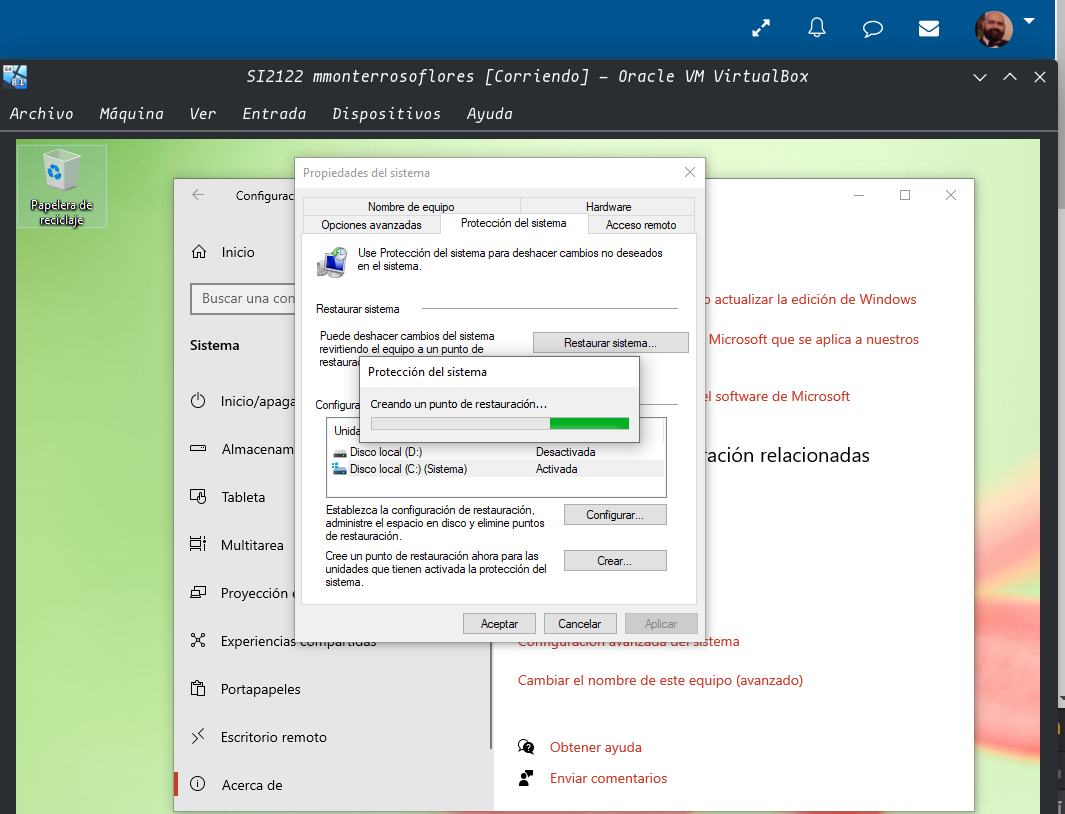 SI2122 mmonterrosoflores [Corriendo] – Oracle VM VirtualBox
Archivo Máquina Ver Entrada Dispositivos Ayuda
Papelera de
reciclaje
Configurac
Inicio
Buscar una con
Sistema
Inicio/apaga
Almacenam
Tableta
Multitarea
Proyección e
Experiencias compartidas
Portapapeles
Escritorio remoto
Acerca de
Propiedades del sistema
Nombre de equipo Hardware
Opciones avanzadas Protección del sistema Acceso remoto
Use Protección del sistema para deshacer cambios no deseados
en el sistema.
Restaurar sistema
Puede deshacer cambios del sistema
revirtiendo el equipo a un punto de
restaurac
Restaurar sistema...
Protección del sistema
Creando un punto de restauración...
Configura
Unida
Disco local (D:) Desactivada
Disco local (C:) (Sistema) Activada
Establezca la configuración de restauración,
administre el espacio en disco y elimine puntos
de restauración.
Configurar...
Cree un punto de restauración ahora para las
unidades que tienen activada la protección del
sistema.
Crear...
Aceptar Cancelar Aplicar
o actualizar la edición de Windows
Microsoft que se aplica a nuestros
el software de Microsoft
ración relacionadas
Configuración avanzada del sistema
Cambiar el nombre de este equipo (avanzado)
Obtener ayuda
Enviar comentarios